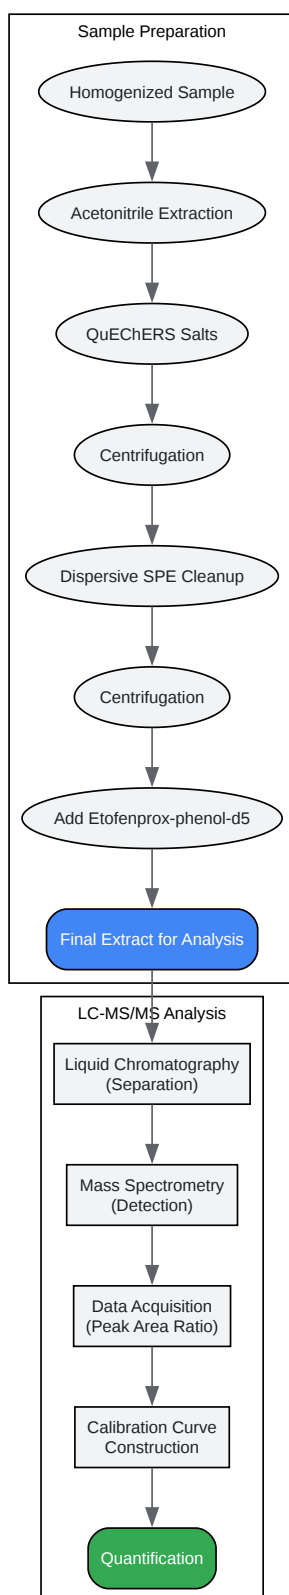 Sample Preparation
Homogenized Sample
Acetonitrile Extraction
QuEChERS Salts
Centrifugation
Dispersive SPE Cleanup
Centrifugation
Add Etofenprox-phenol-d5
Final Extract for Analysis
LC-MS/MS Analysis
Liquid Chromatography
(Separation)
Mass Spectrometry
(Detection)
Data Acquisition
(Peak Area Ratio)
Calibration Curve
Construction
Quantification